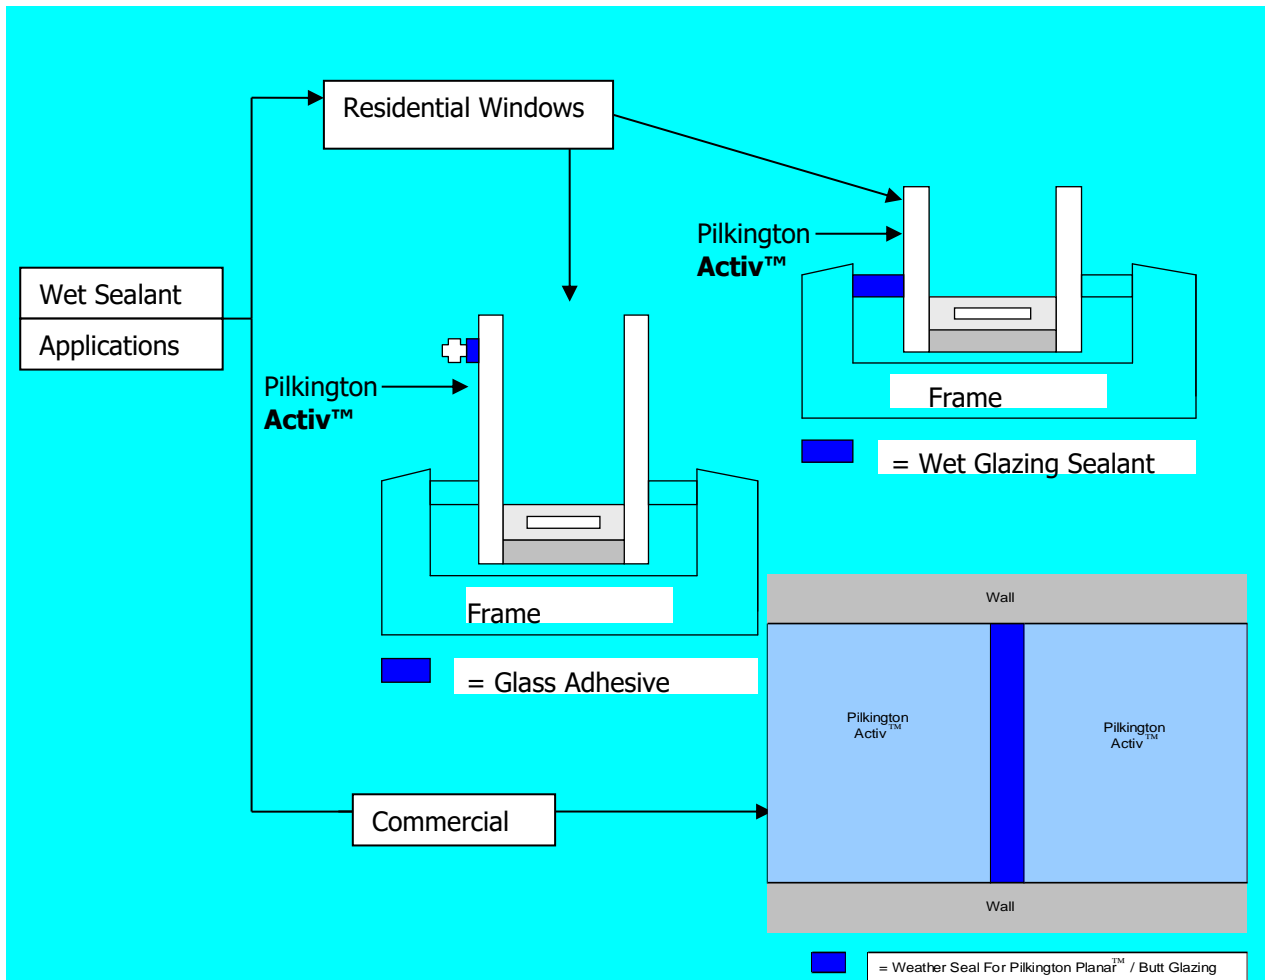 Residential Windows
Wet Sealant
Applications
Pilkington
Activ™
Frame
= Wet Glazing Sealant
Pilkington
Activ™
Frame
= Glass Adhesive
Commercial
Wall
Pilkington
Activ™
Pilkington
Activ™
Wall
= Weather Seal For Pilkington Planar™ / Butt Glazing